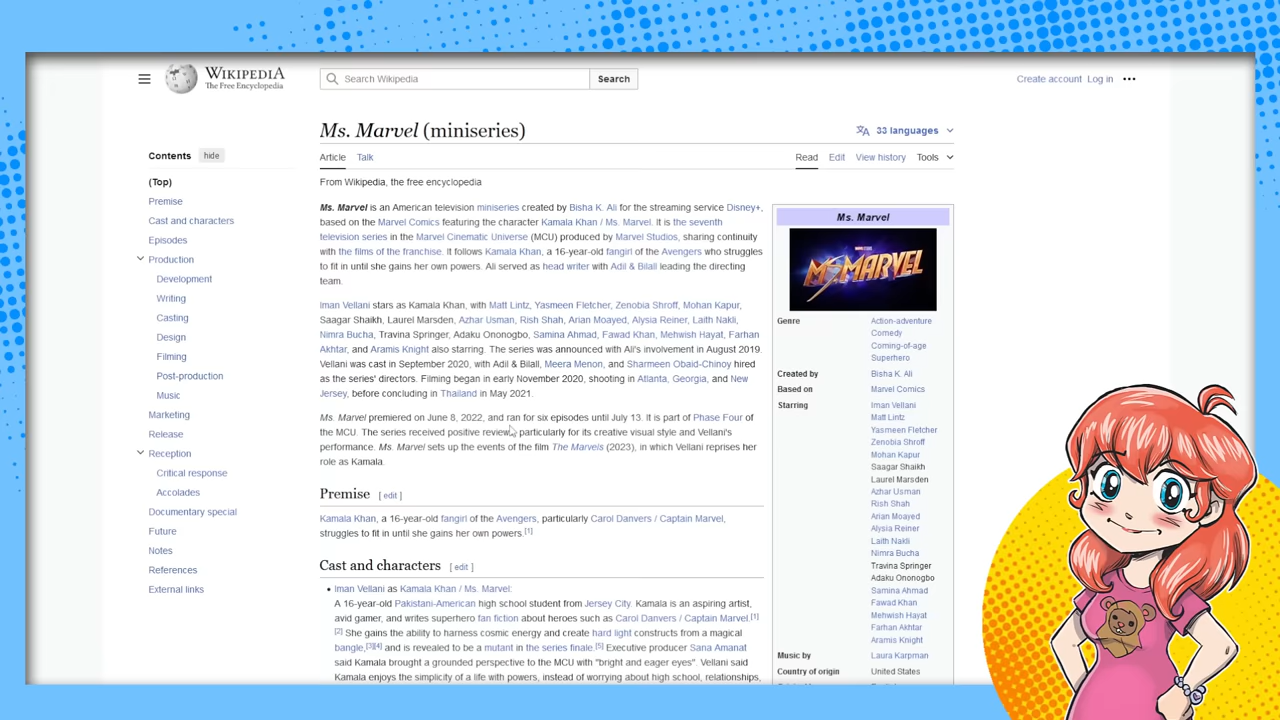 WIKIPEDIA
The Free Encyclopedia
Search Wikipedia
Search
Create account Log in •••
Contents hide
(Top)
Premise
Cast and characters
Episodes
Production
Development
Writing
Casting
Design
Filming
Post-production
Music
Marketing
Release
Reception
Critical response
Accolades
Documentary special
Future
Notes
References
External links
Ms. Marvel (miniseries)
33 languages
Article Talk
Read Edit View history Tools
From Wikipedia, the free encyclopedia
Ms. Marvel is an American television miniseries created by Bisha K. Ali for the streaming service Disney+,
based on the Marvel Comics featuring the character Kamala Khan / Ms. Marvel. It is the seventh
television series in the Marvel Cinematic Universe (MCU) produced by Marvel Studios, sharing continuity
with the films of the franchise. It follows Kamala Khan, a 16-year-old fangirl of the Avengers who struggles
to fit in until she gains her own powers. Ali served as head writer with Adil & Bilall leading the directing
team.
Iman Vellani stars as Kamala Khan, with Matt Lintz, Yasmeen Fletcher, Zenobia Shroff, Mohan Kapur,
Saagar Shaikh, Laurel Marsden, Azhar Usman, Rish Shah, Arian Moayed, Alysia Reiner, Laith Nakli,
Nimra Bucha, Travina Springer, Adaku Ononogbo, Samina Ahmad, Fawad Khan, Mehwish Hayat, Farhan
Akhtar, and Aramis Knight also starring. The series was announced with Ali's involvement in August 2019.
Vellani was cast in September 2020, with Adil & Bilall, Meera Menon, and Sharmeen Obaid-Chinoy hired
as the series' directors. Filming began in early November 2020, shooting in Atlanta, Georgia, and New
Jersey, before concluding in Thailand in May 2021.
Ms. Marvel premiered on June 8, 2022, and ran for six episodes until July 13. It is part of Phase Four of
the MCU. The series received positive reviews, particularly for its creative visual style and Vellani's
performance. Ms. Marvel sets up the events of the film The Marvels (2023), in which Vellani reprises her
role as Kamala.
Premise [ edit ]
Kamala Khan, a 16-year-old fangirl of the Avengers, particularly Carol Danvers / Captain Marvel,
struggles to fit in until she gains her own powers.[1]
Cast and characters [ edit ]
• Iman Vellani as Kamala Khan / Ms. Marvel:
A 16-year-old Pakistani-American high school student from Jersey City. Kamala is an aspiring artist,
avid gamer, and writes superhero fan fiction about heroes such as Carol Danvers / Captain Marvel.[1]
[2] She gains the ability to harness cosmic energy and create hard light constructs from a magical
bangle,[3][4] and is revealed to be a mutant in the series finale.[5] Executive producer Sana Amanat
said Kamala brought a grounded perspective to the MCU with "bright and eager eyes". Vellani said
Kamala enjoys the simplicity of a life with powers, instead of worrying about high school, relationships,
Ms. Marvel
MS. MARVEL
Genre Action-adventure
Comedy
Coming-of-age
Superhero
Created by Bisha K. Ali
Based on Marvel Comics
Starring Iman Vellani
Matt Lintz
Yasmeen Fletcher
Zenobia Shroff
Mohan Kapur
Saagar Shaikh
Laurel Marsden
Azhar Usman
Rish Shah
Arian Moayed
Alysia Reiner
Laith Nakli
Nimra Bucha
Travina Springer
Adaku Ononogbo
Samina Ahmad
Fawad Khan
Mehwish Hayat
Farhan Akhtar
Aramis Knight
Music by Laura Karpman
Country of origin United States